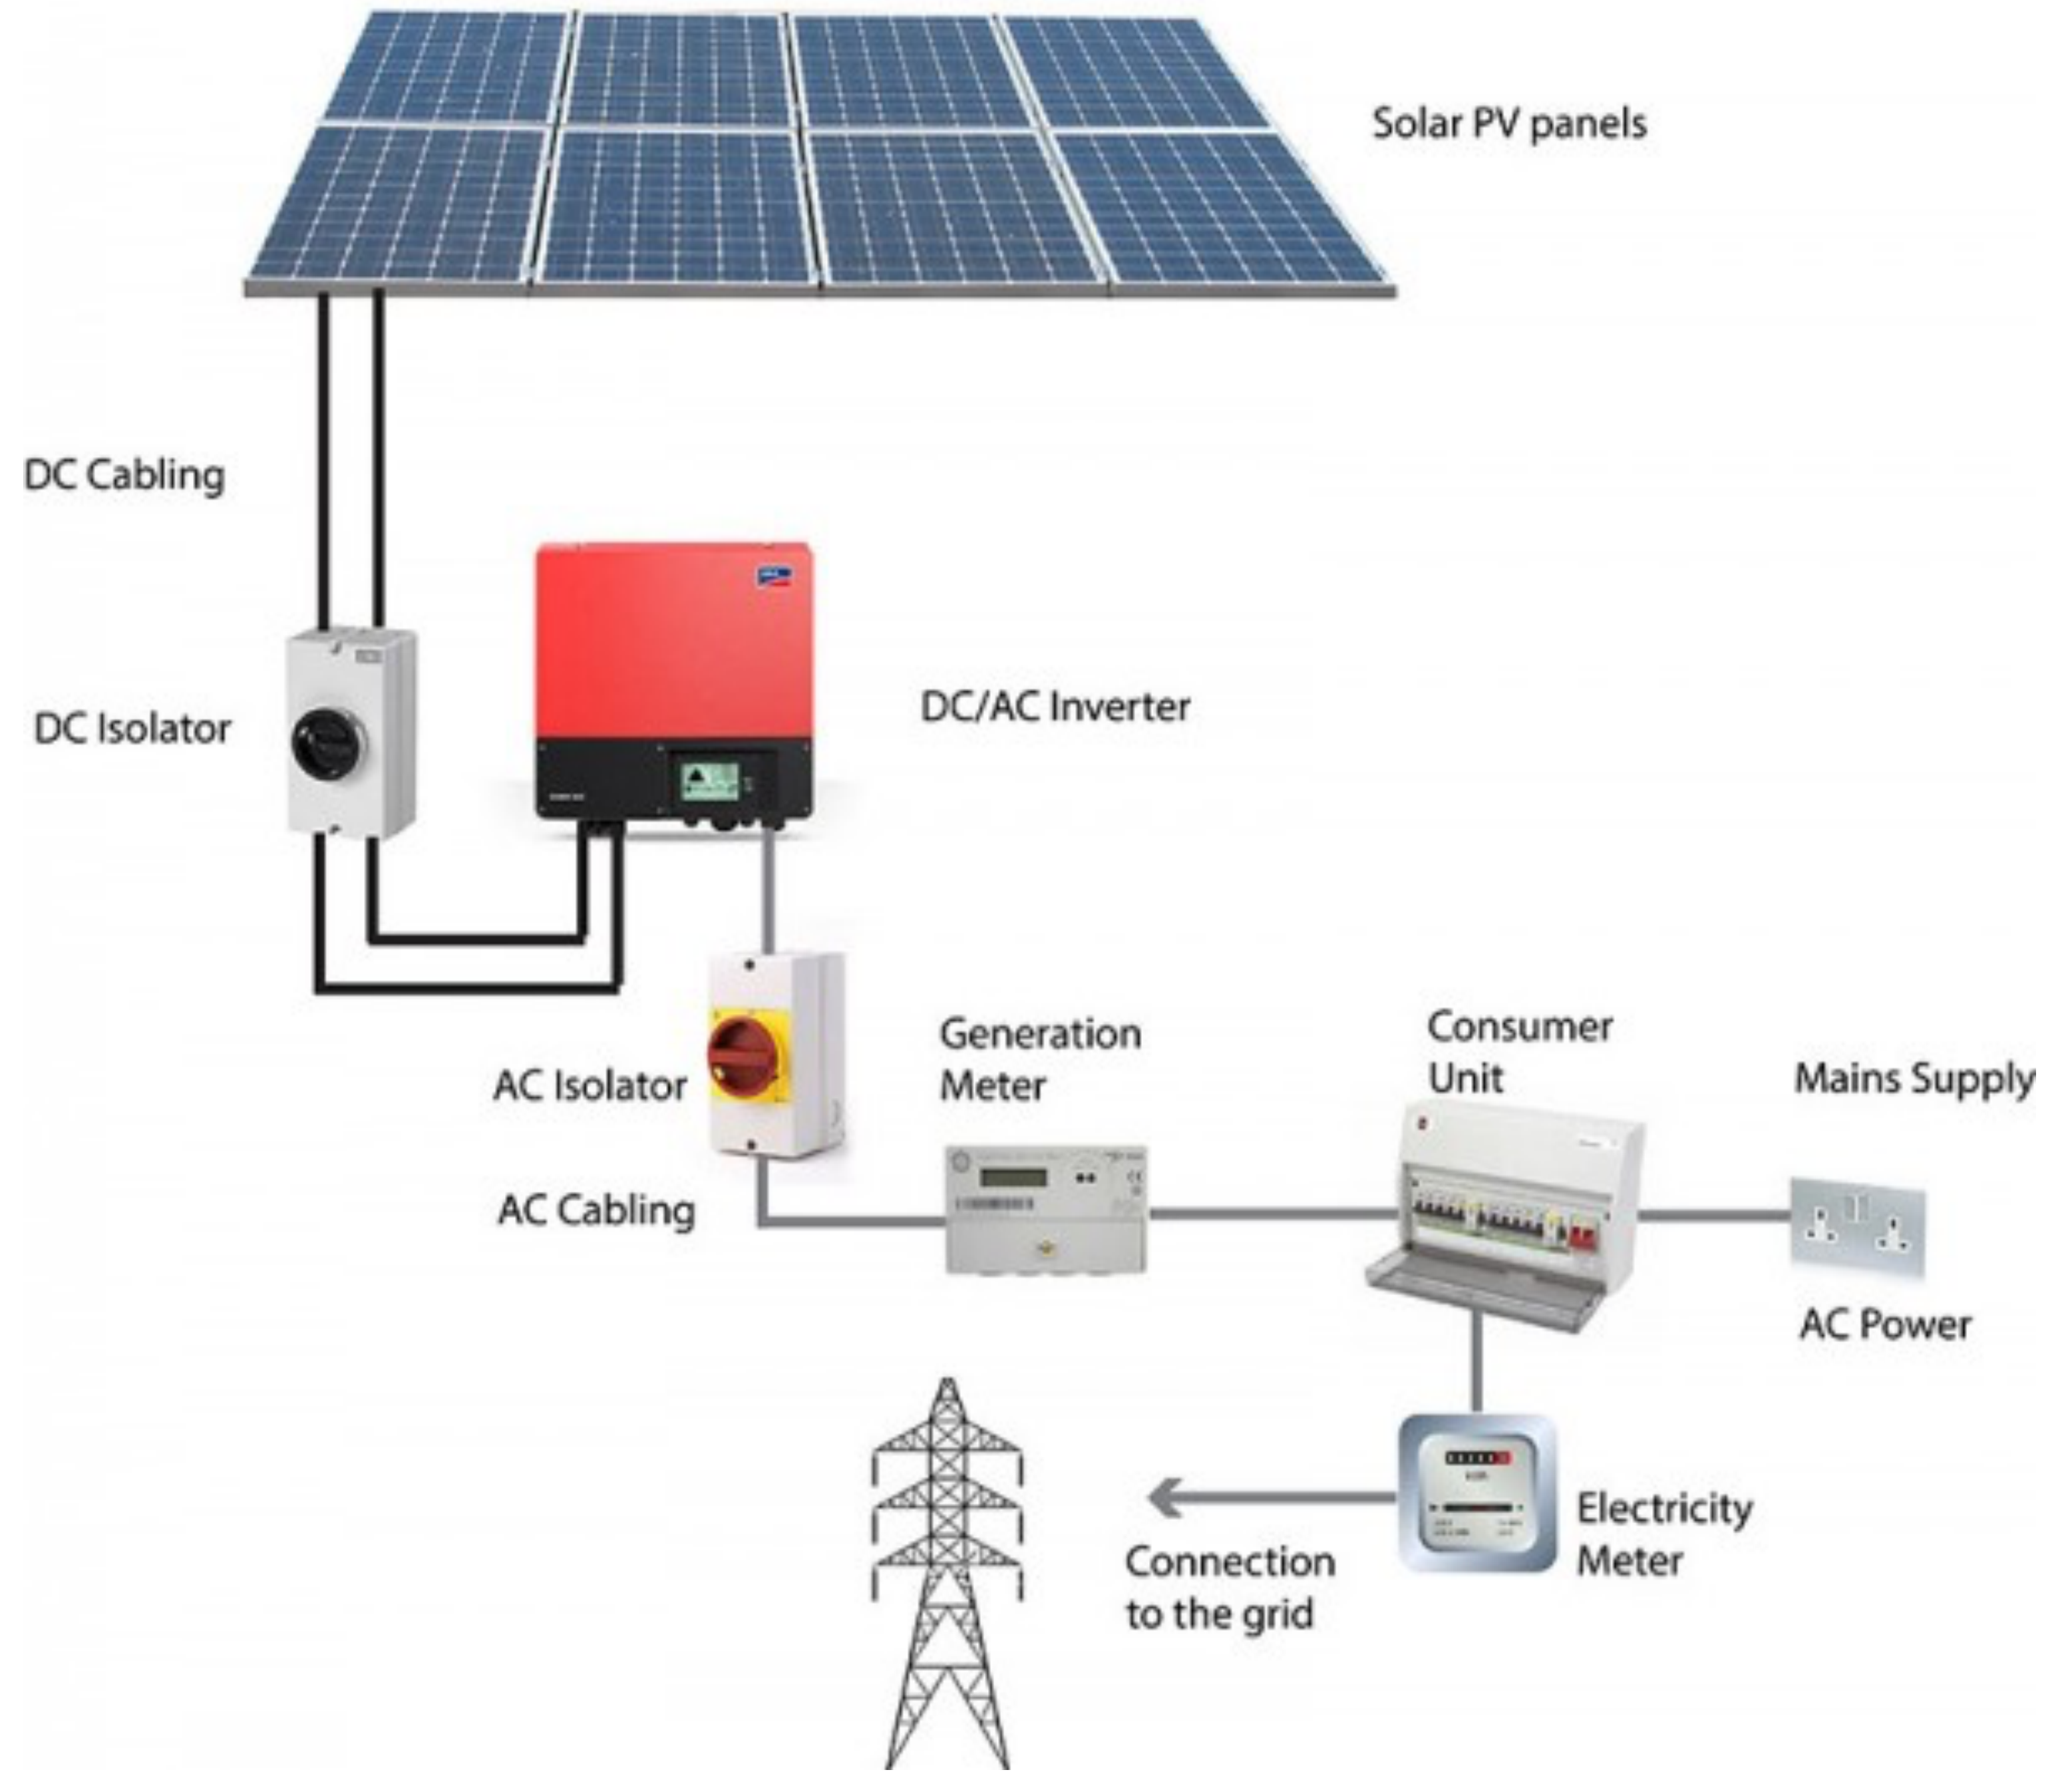 Solar PV panels
DC Cabling
DC Isolator
DC/AC Inverter
AC Isolator
Generation
Meter
Consumer
Unit
Mains Supply
AC Cabling
AC Power
Electricity
Meter
Connection
to the grid